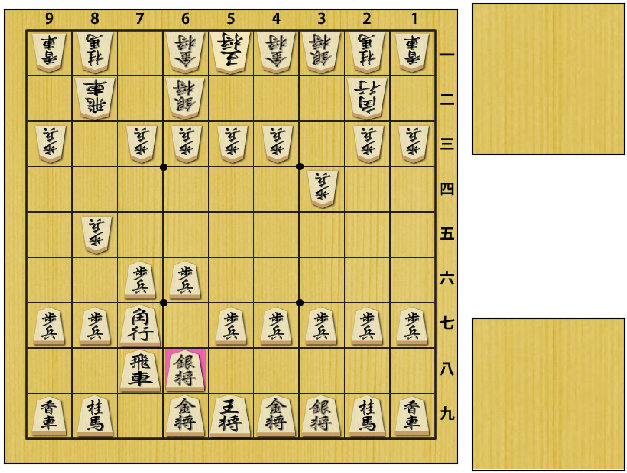 9 8 7 6 5 4 3 2 1
香車 桂馬 金将 王将 金将 銀将 桂馬 香車 一
飛車 銀将 角行 二
歩兵 歩兵 歩兵 歩兵 歩兵 歩兵 歩兵 三
歩兵 四
歩兵 五
歩兵 歩兵 六
歩兵 歩兵 角行 歩兵 歩兵 歩兵 歩兵 歩兵 七
飛車 銀将 八
香車 桂馬 金将 王将 金将 銀将 桂馬 香車 九